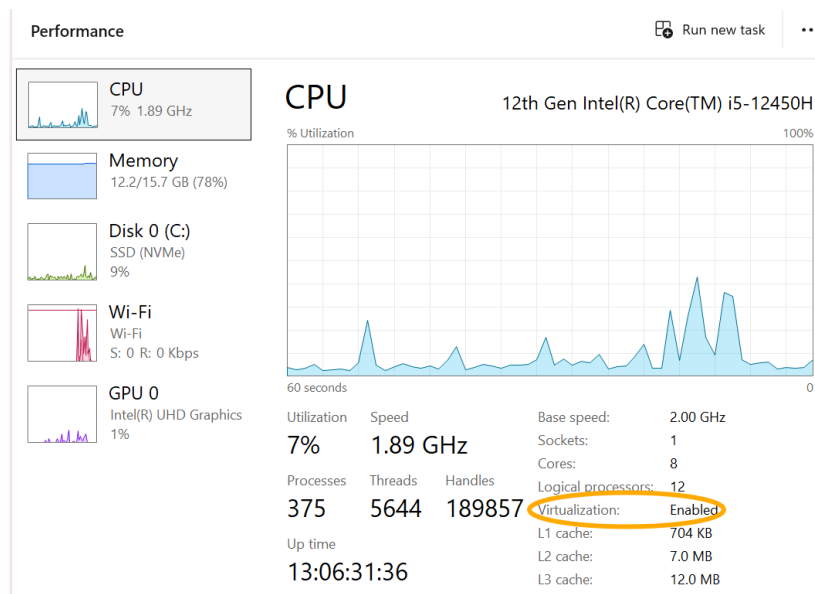 Performance
Run new task
CPU
7% 1.89 GHz
Memory
12.2/15.7 GB (78%)
Disk 0 (C:)
SSD (NVMe)
9%
Wi-Fi
Wi-Fi
S: 0 R: 0 Kbps
GPU 0
Intel(R) UHD Graphics
1%
CPU
12th Gen Intel(R) Core(TM) i5-12450H
% Utilization 100%
60 seconds 0
Utilization Speed
7% 1.89 GHz
Processes Threads Handles
375 5644 189857
Up time
13:06:31:36
Base speed: 2.00 GHz
Sockets: 1
Cores: 8
Logical processors: 12
Virtualization: Enabled
L1 cache: 704 KB
L2 cache: 7.0 MB
L3 cache: 12.0 MB